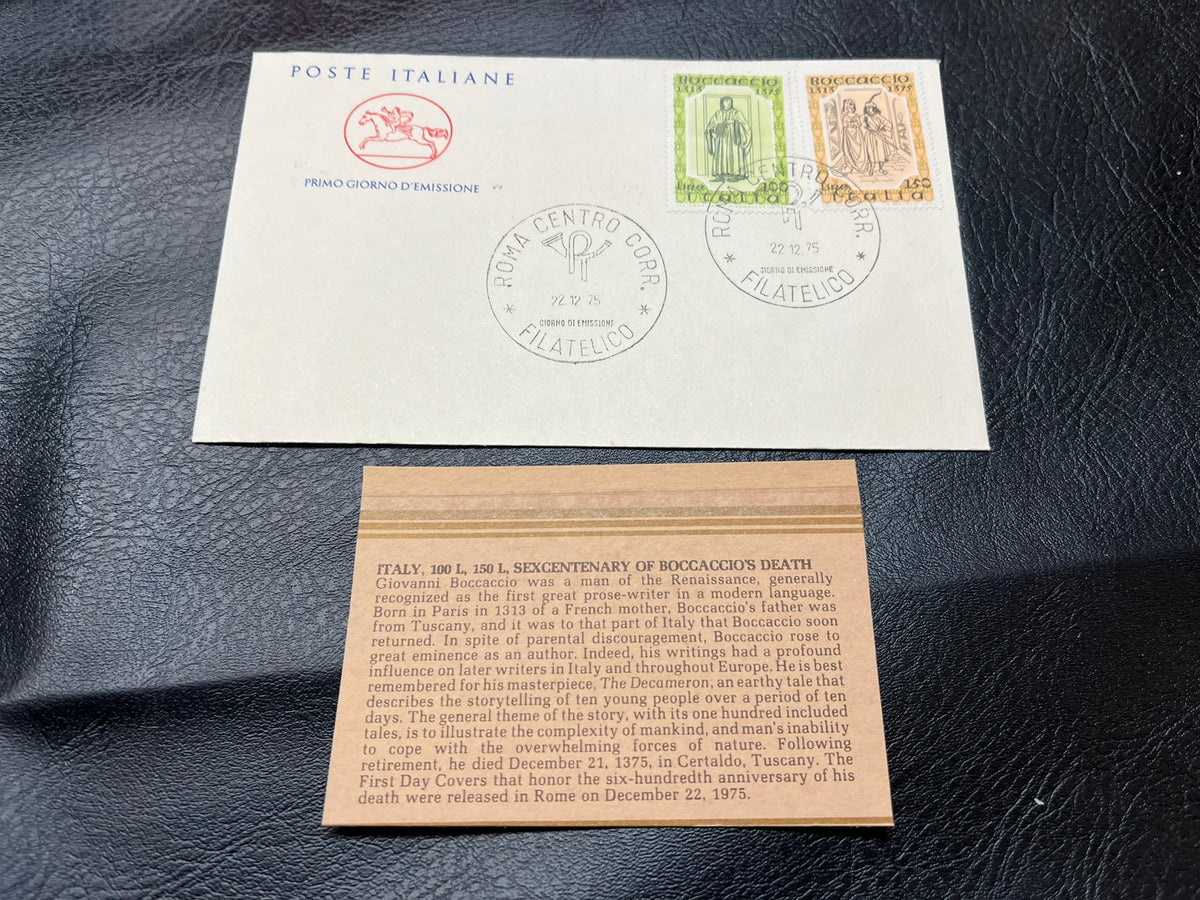 POSTE ITALIANE
PRIMO GIORNO D'EMISSIONE
BOCCACCIO
1313 1375
LIRE 100
Italia
BOCCACCIO
1313 1375
LIRE 150
Italia
ROMA CENTRO CORR.
22.12.75
GIORNO DI EMISSIONE
* FILATELICO *
ROMA CENTRO CORR.
22.12.75
GIORNO DI EMISSIONE
* FILATELICO *
ITALY, 100 L, 150 L, SEXCENTENARY OF BOCCACCIO'S DEATH
Giovanni Boccaccio was a man of the Renaissance, generally
recognized as the first great prose-writer in a modern language.
Born in Paris in 1313 of a French mother, Boccaccio's father was
from Tuscany, and it was to that part of Italy that Boccaccio soon
returned. In spite of parental discouragement, Boccaccio rose to
great eminence as an author. Indeed, his writings had a profound
influence on later writers in Italy and throughout Europe. He is best
remembered for his masterpiece, The Decameron, an earthy tale that
describes the storytelling of ten young people over a period of ten
days. The general theme of the story, with its one hundred included
tales, is to illustrate the complexity of mankind, and man's inability
to cope with the overwhelming forces of nature. Following
retirement, he died December 21, 1375, in Certaldo, Tuscany. The
First Day Covers that honor the six-hundredth anniversary of his
death were released in Rome on December 22, 1975.